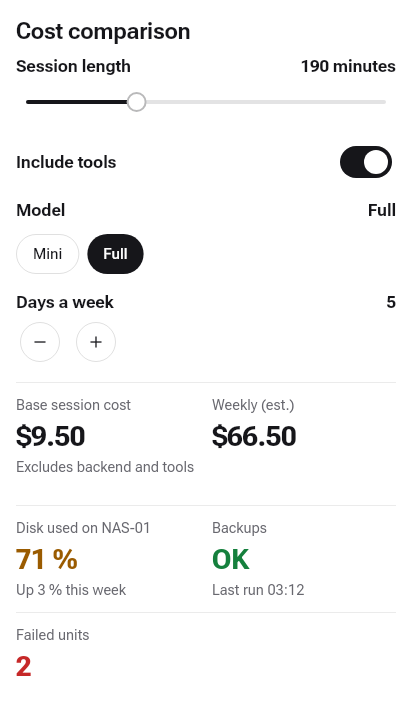 Cost comparison
Session length 190 minutes
Include tools
Model Full
Mini Full
Days a week 5
− +
Base session cost Weekly (est.)
$9.50 $66.50
Excludes backend and tools
Disk used on NAS-01 Backups
71 % OK
Up 3 % this week Last run 03:12
Failed units
2